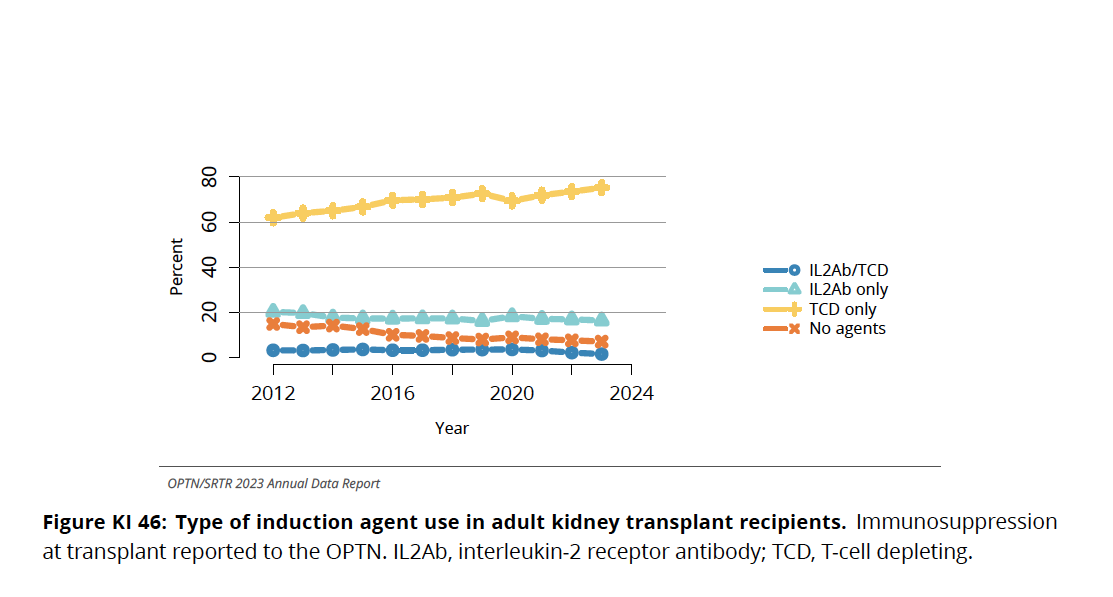 80
60
40
20
0
Percent
2012 2016 2020 2024
Year
IL2Ab/TCD
IL2Ab only
TCD only
No agents
OPTN/SRTR 2023 Annual Data Report
Figure KI 46: Type of induction agent use in adult kidney transplant recipients. Immunosuppression
at transplant reported to the OPTN. IL2Ab, interleukin-2 receptor antibody; TCD, T-cell depleting.